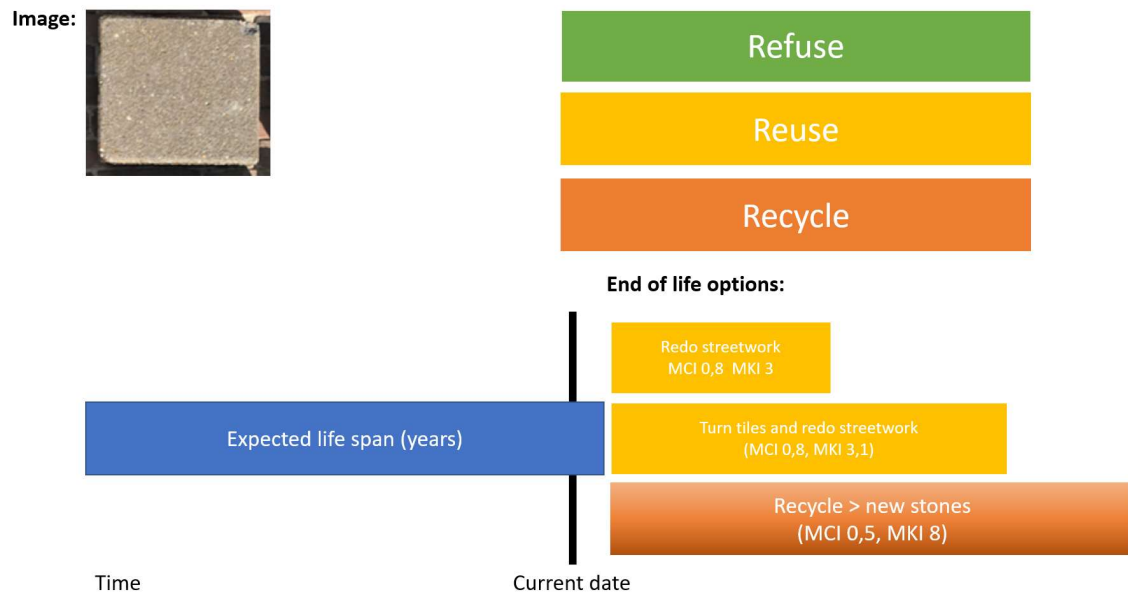 Image:
Refuse
Reuse
Recycle
End of life options:
Redo streetwork
MCI 0,8  MKI 3
Expected life span (years)
Turn tiles and redo streetwork
(MCI 0,8, MKI 3,1)
Recycle > new stones
(MCI 0,5, MKI 8)
Time
Current date